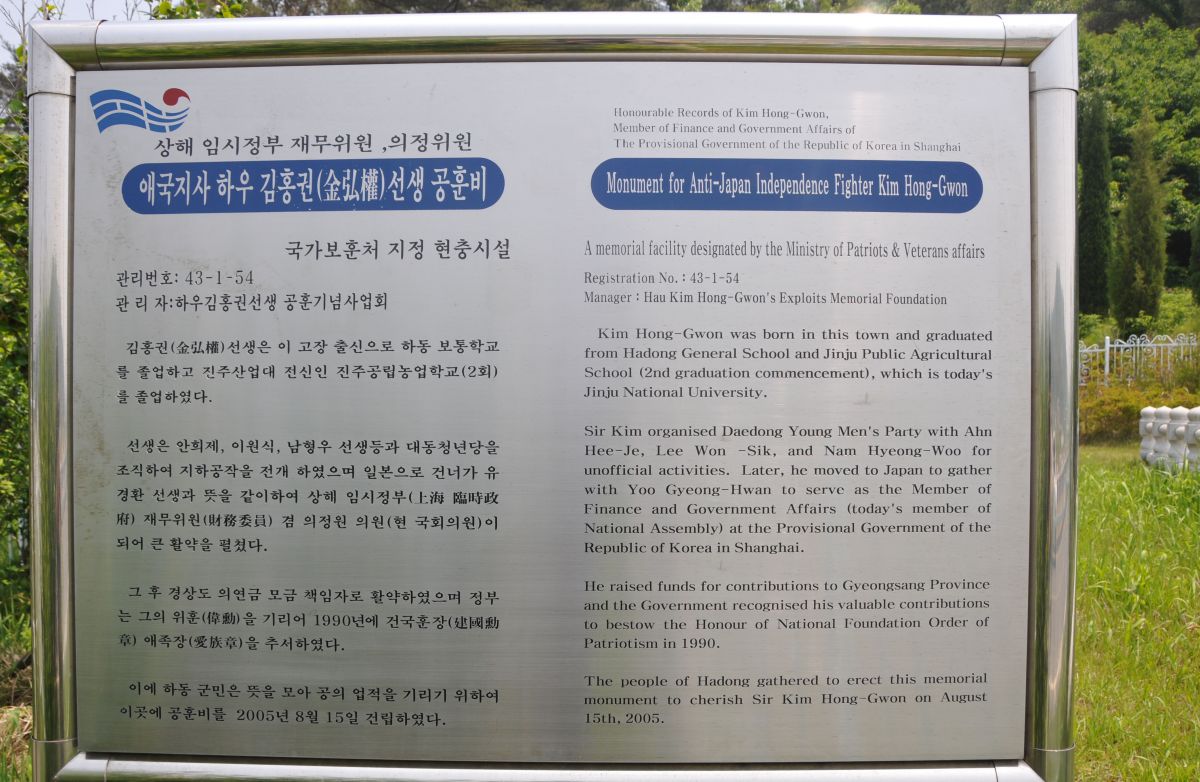 상해 임시정부 재무위원 ,의정위원
애국지사 하우 김홍권(金弘權)선생 공훈비
국가보훈처 지정 현충시설
관리번호: 43-1-54
관 리 자:하우김홍권선생 공훈기념사업회
김홍권(金弘權)선생은 이 고장 출신으로 하동 보통학교
를 졸업하고 진주산업대 전신인 진주공립농업학교(2회)
를 졸업하였다.
선생은 안희제, 이원식, 남형우 선생등과 대동청년당을
조직하여 지하공작을 전개 하였으며 일본으로 건너가 유
경환 선생과 뜻을 같이하여 상해 임시정부(上海 臨時政
府) 재무위원(財務委員) 겸 의정원 의원(현 국회의원)이
되어 큰 활약을 펼쳤다.
그 후 경상도 의연금 모금 책임자로 활약하였으며 정부
는 그의 위훈(偉勳)을 기리어 1990년에 건국훈장(建國勳
章) 애족장(愛族章)을 추서하였다.
이에 하동 군민은 뜻을 모아 공의 업적을 기리기 위하여
이곳에 공훈비를 2005년 8월 15일 건립하였다.
Honourable Records of Kim Hong-Gwon,
Member of Finance and Government Affairs of
The Provisional Government of the Republic of Korea in Shanghai
Monument for Anti-Japan Independence Fighter Kim Hong-Gwon
A memorial facility designated by the Ministry of Patriots & Veterans affairs
Registration No. : 43-1-54
Manager : Hau Kim Hong-Gwon's Exploits Memorial Foundation
Kim Hong-Gwon was born in this town and graduated
from Hadong General School and Jinju Public Agricultural
School (2nd graduation commencement), which is today's
Jinju National University.
Sir Kim organised Daedong Young Men's Party with Ahn
Hee-Je, Lee Won -Sik, and Nam Hyeong-Woo for
unofficial activities. Later, he moved to Japan to gather
with Yoo Gyeong-Hwan to serve as the Member of
Finance and Government Affairs (today's member of
National Assembly) at the Provisional Government of the
Republic of Korea in Shanghai.
He raised funds for contributions to Gyeongsang Province
and the Government recognised his valuable contributions
to bestow the Honour of National Foundation Order of
Patriotism in 1990.
The people of Hadong gathered to erect this memorial
monument to cherish Sir Kim Hong-Gwon on August
15th, 2005.